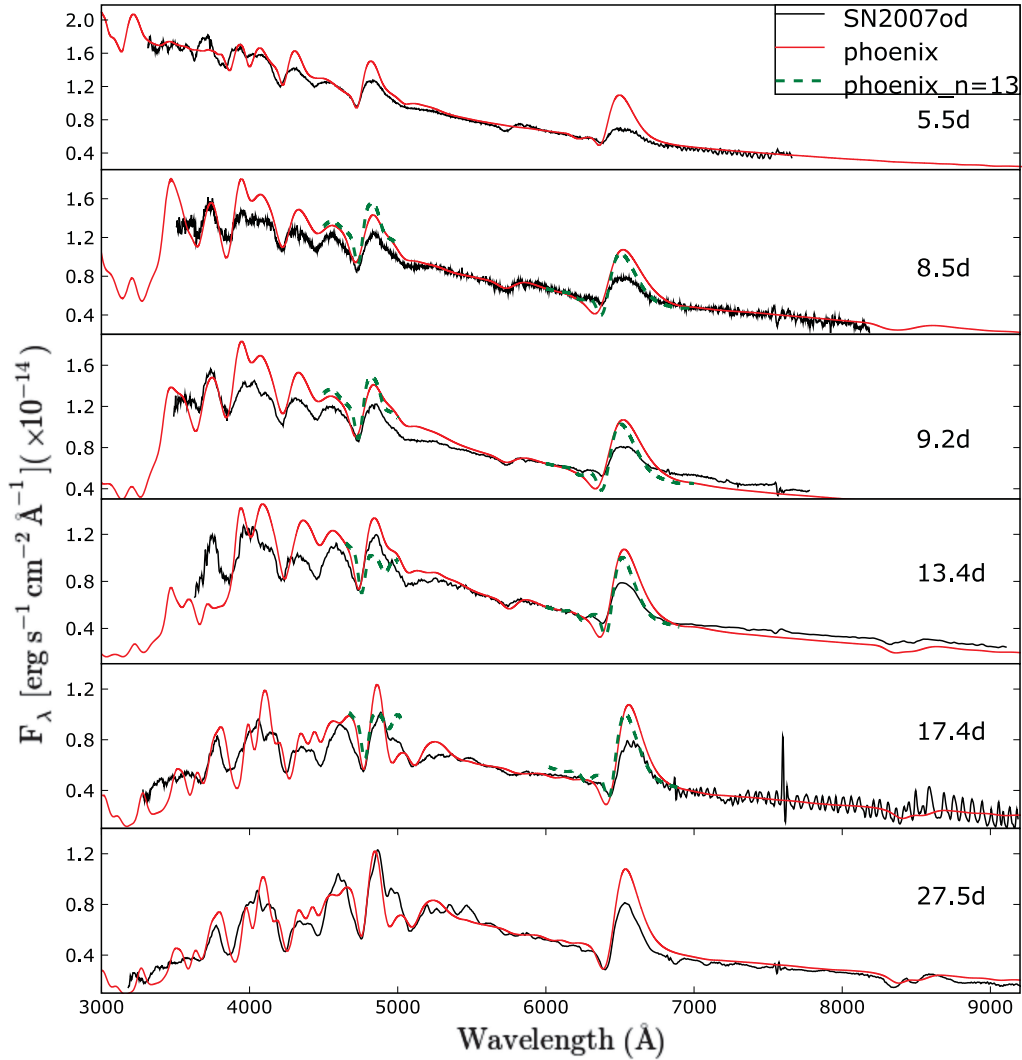 SN2007od
phoenix
phoenix_n=13
2.0
1.6
1.2
0.8
0.4
5.5d
1.6
1.2
0.8
0.4
8.5d
1.6
1.2
0.8
0.4
9.2d
1.2
0.8
0.4
13.4d
1.2
0.8
0.4
17.4d
1.2
0.8
0.4
27.5d
F_λ [erg s⁻¹ cm⁻² Å⁻¹](×10⁻¹⁴)
3000 4000 5000 6000 7000 8000 9000
Wavelength (Å)